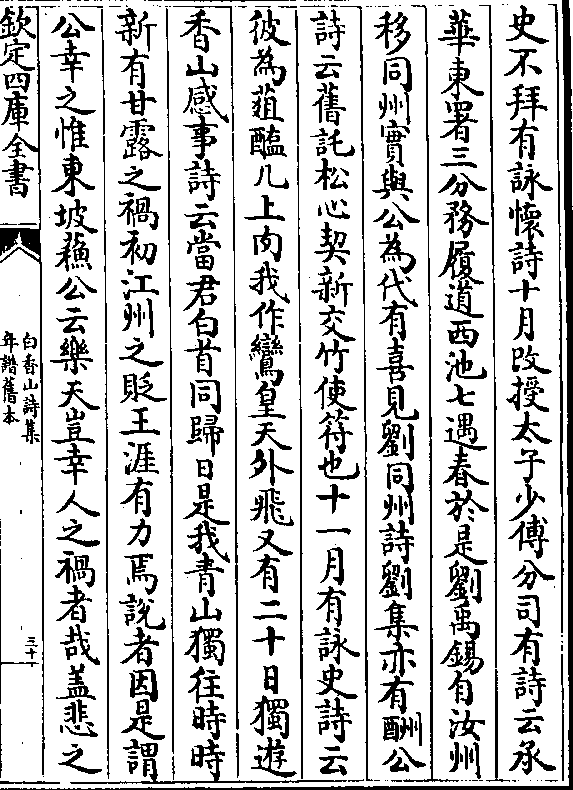 史不拜有詠懷詩十月改授太子少傅分司有詩云承
華東署三分務履道西池七遇春於是劉禹錫自汝州
移同州實與公為代有喜見劉同州詩劉集亦有酬公
詩云舊託松心契新交竹使符也十一月有詠史詩云
彼為葅醢几上肉我作鸞皇天外飛又有二十日獨遊
香山感事詩云當君白首同歸日是我青山獨往時時
新有甘露之禍初江州之貶王涯有力焉說者因是謂
公幸之惟東坡蘇公云樂天豈幸人之禍者哉蓋悲之
欽定四庫全書
白香山詩集
年譜舊本
三十